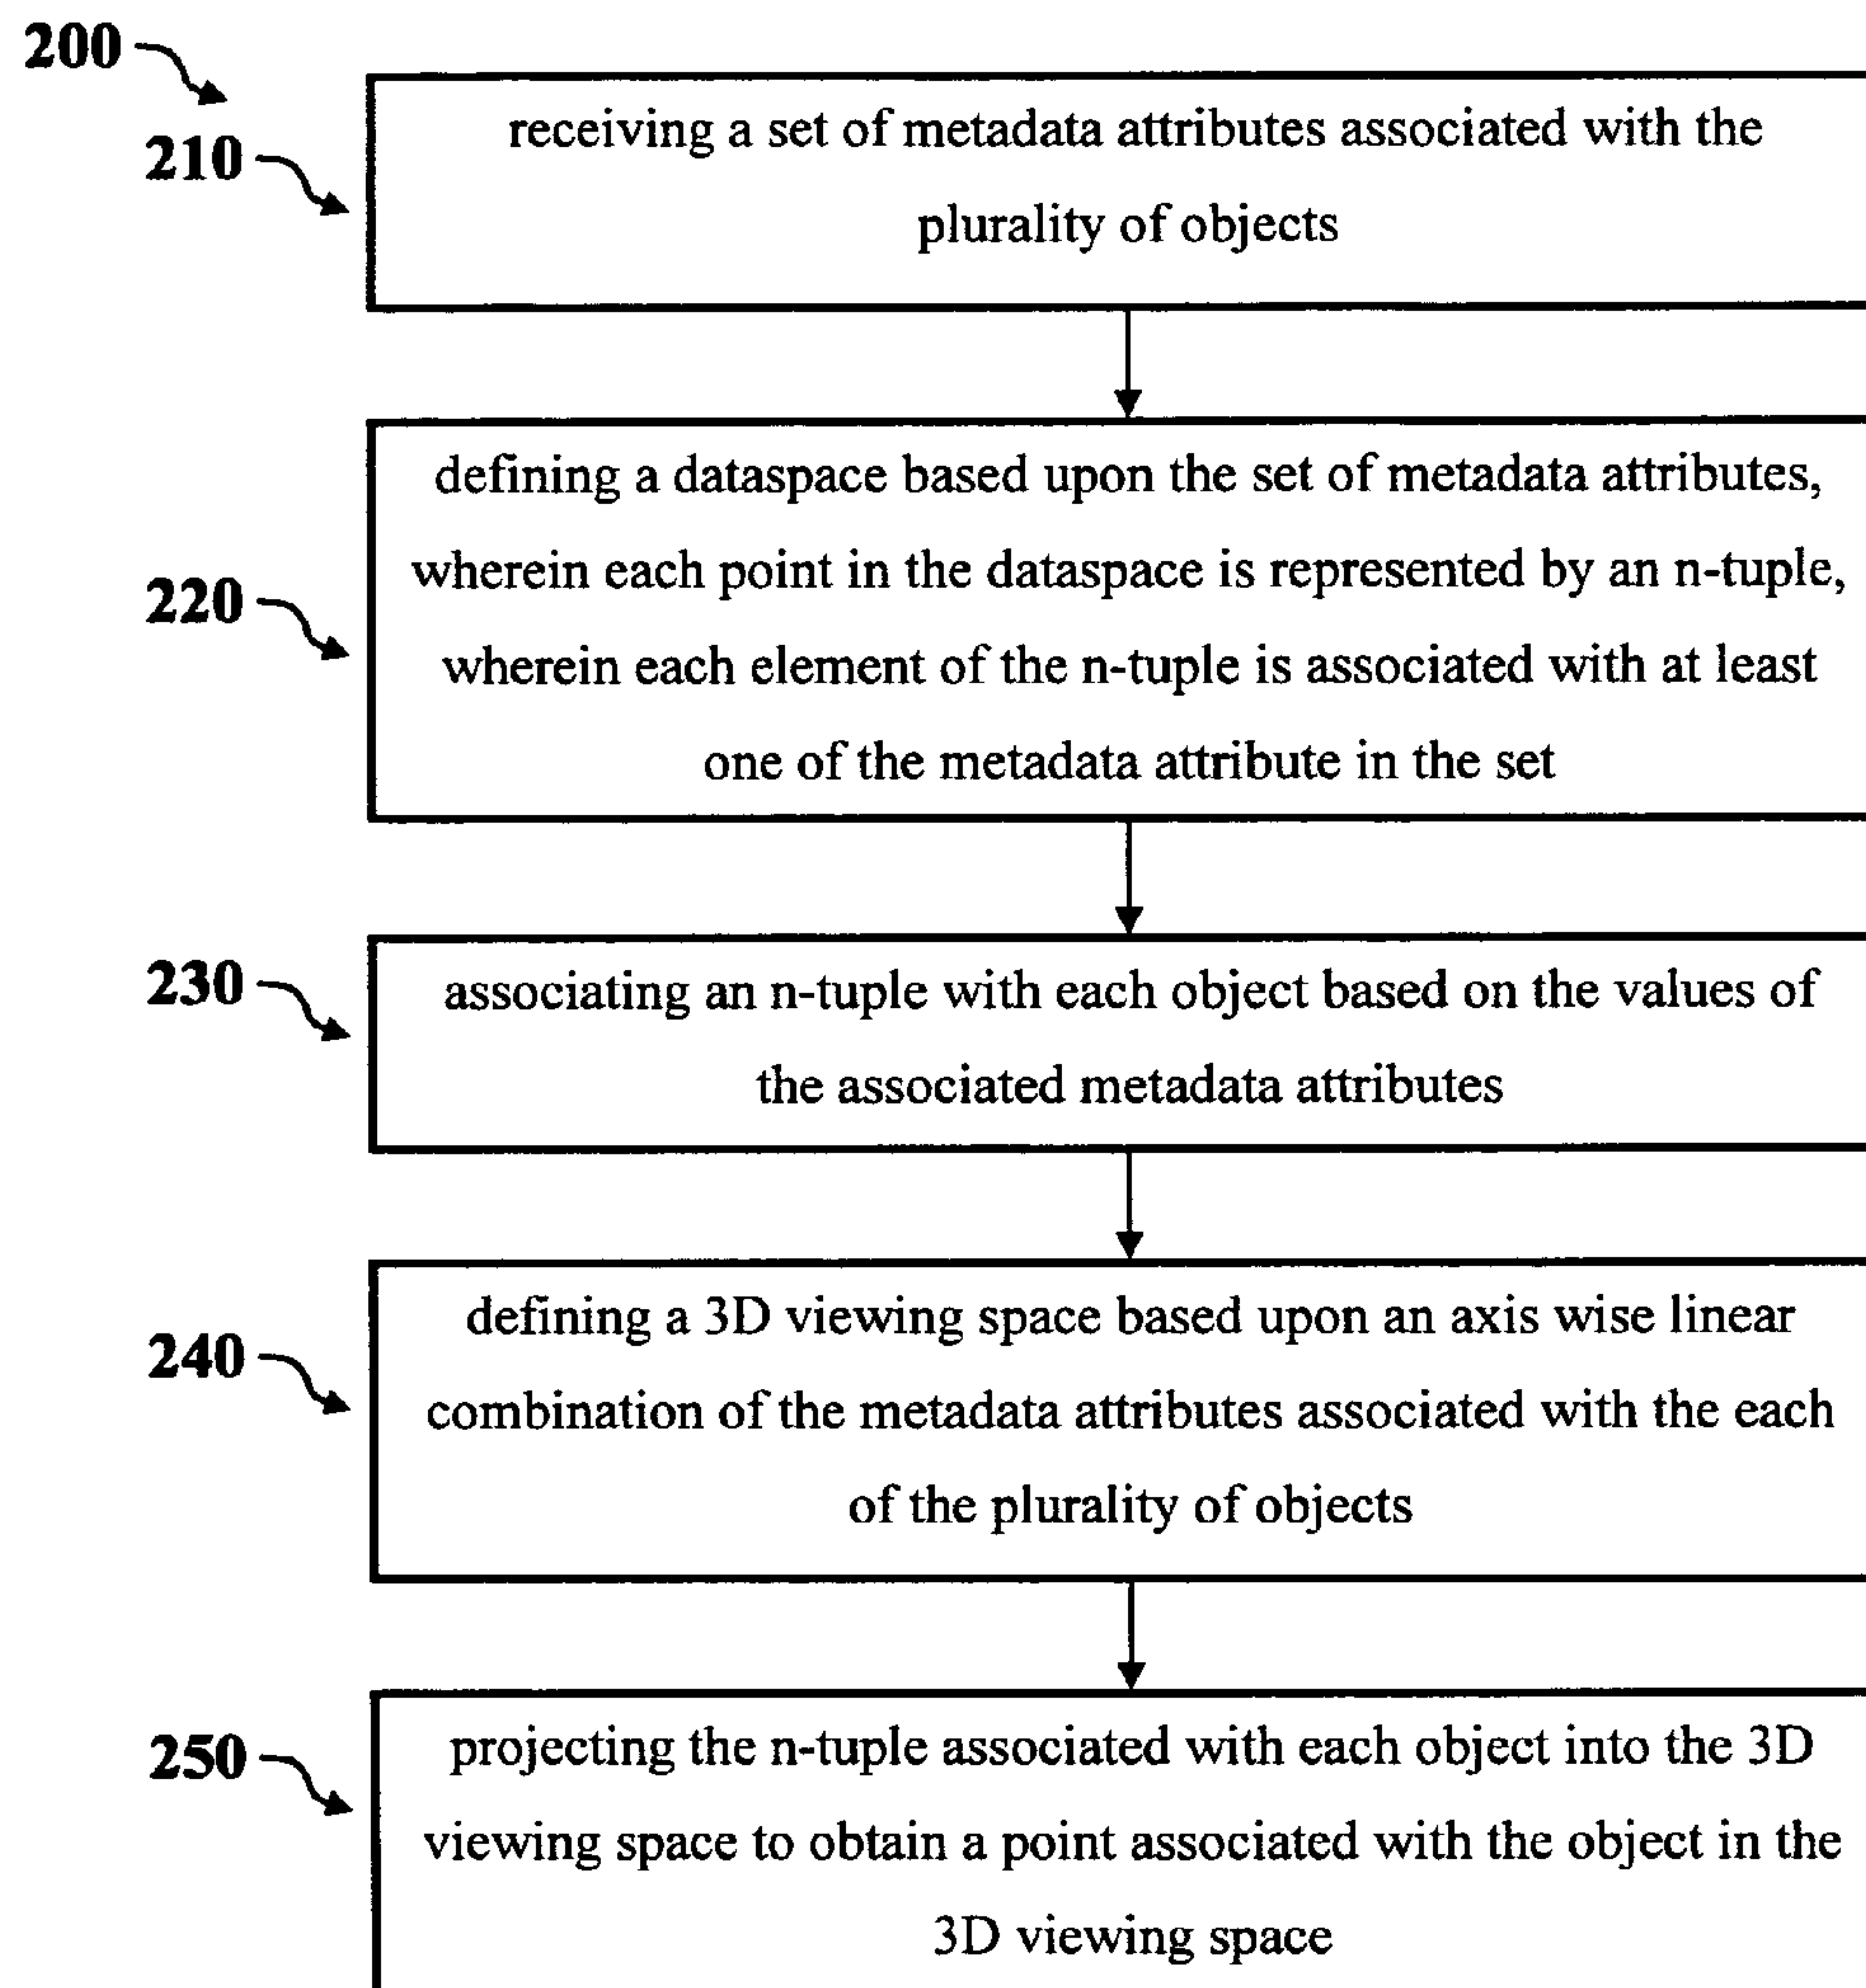 200
210
receiving a set of metadata attributes associated with the
plurality of objects
220
defining a dataspace based upon the set of metadata attributes,
wherein each point in the dataspace is represented by an n-tuple,
wherein each element of the n-tuple is associated with at least
one of the metadata attribute in the set
230
associating an n-tuple with each object based on the values of
the associated metadata attributes
240
defining a 3D viewing space based upon an axis wise linear
combination of the metadata attributes associated with the each
of the plurality of objects
250
projecting the n-tuple associated with each object into the 3D
viewing space to obtain a point associated with the object in the
3D viewing space